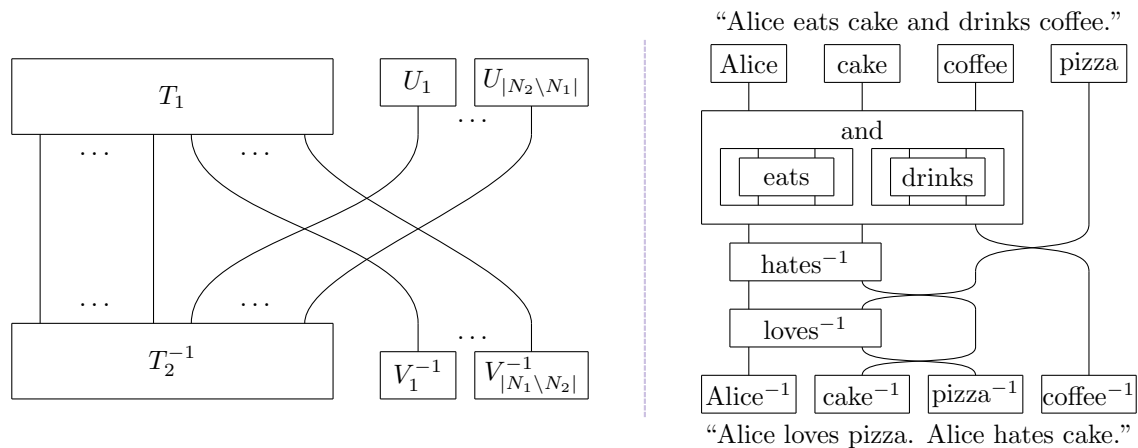 “Alice eats cake and drinks coffee.”
T₁ U₁ U|N₂\N₁| Alice cake coffee pizza
... ... ...
and
eats drinks
hates⁻¹
... ... 
loves⁻¹
...
T₂⁻¹ V₁⁻¹ V⁻¹|N₁\N₂| Alice⁻¹ cake⁻¹ pizza⁻¹ coffee⁻¹
“Alice loves pizza. Alice hates cake.”